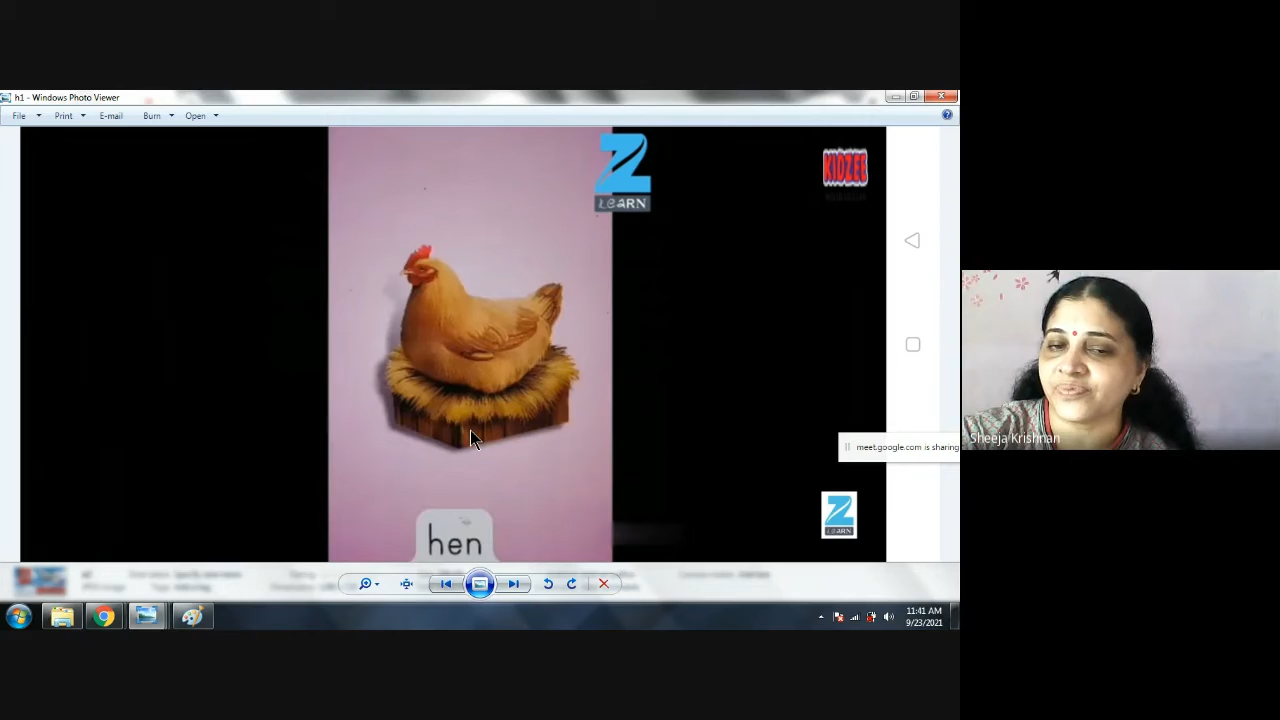 h1 - Windows Photo Viewer
File Print E-mail Burn Open
Z
LEARN
KIDZEE
Sheeja Krishnan
meet.google.com is sharing
Z
LEARN
hen
11:41 AM
9/23/2021